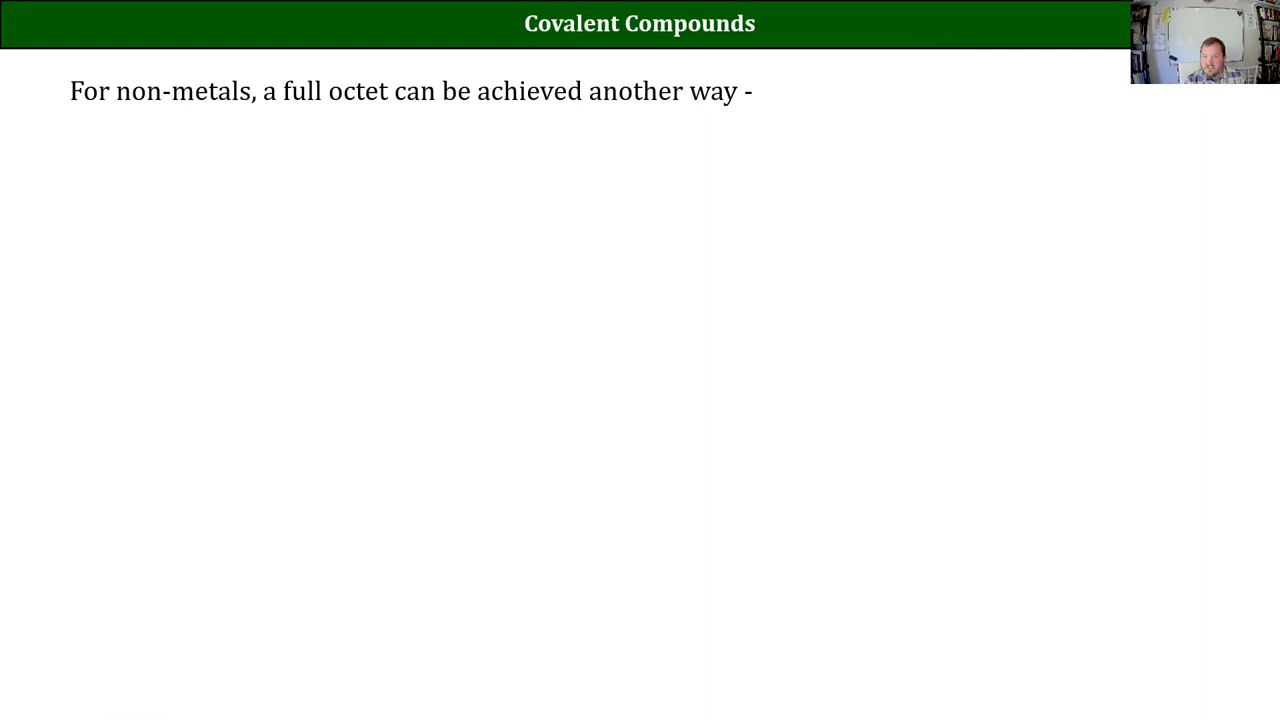 Covalent Compounds
For non-metals, a full octet can be achieved another way -